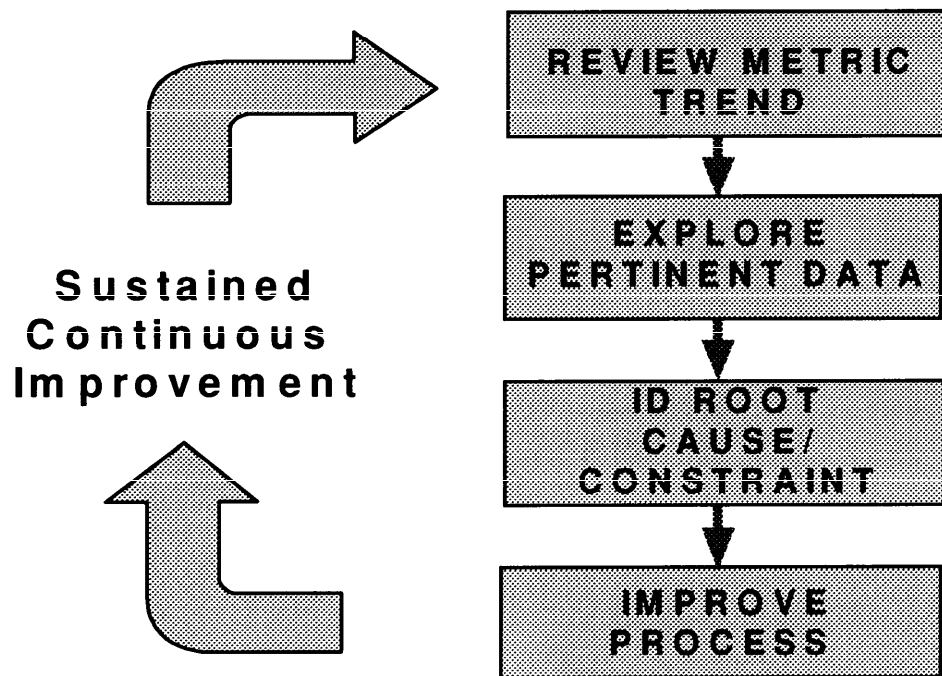 REVIEW METRIC
TREND
EXPLORE
PERTINENT DATA
Sustained
Continuous
Improvement
ID ROOT
CAUSE/
CONSTRAINT
IMPROVE
PROCESS